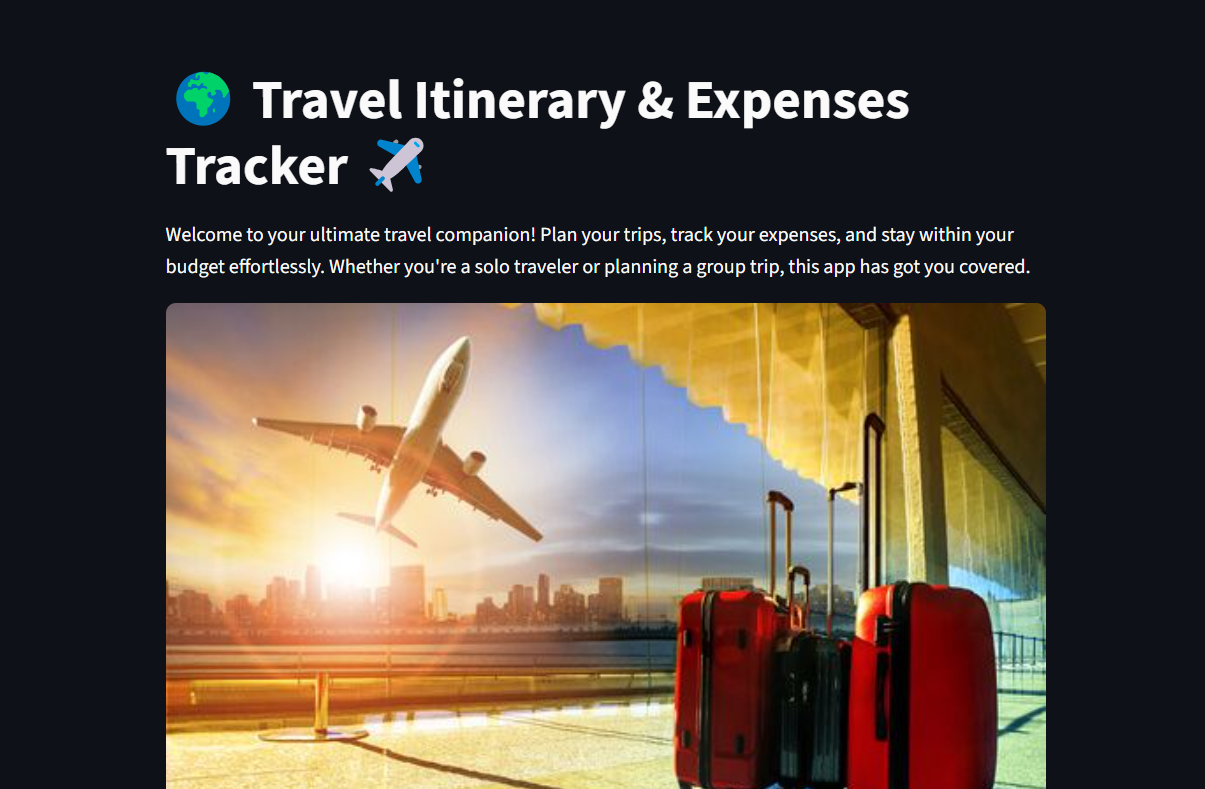 🌍 Travel Itinerary & Expenses
Tracker ✈️
Welcome to your ultimate travel companion! Plan your trips, track your expenses, and stay within your
budget effortlessly. Whether you're a solo traveler or planning a group trip, this app has got you covered.